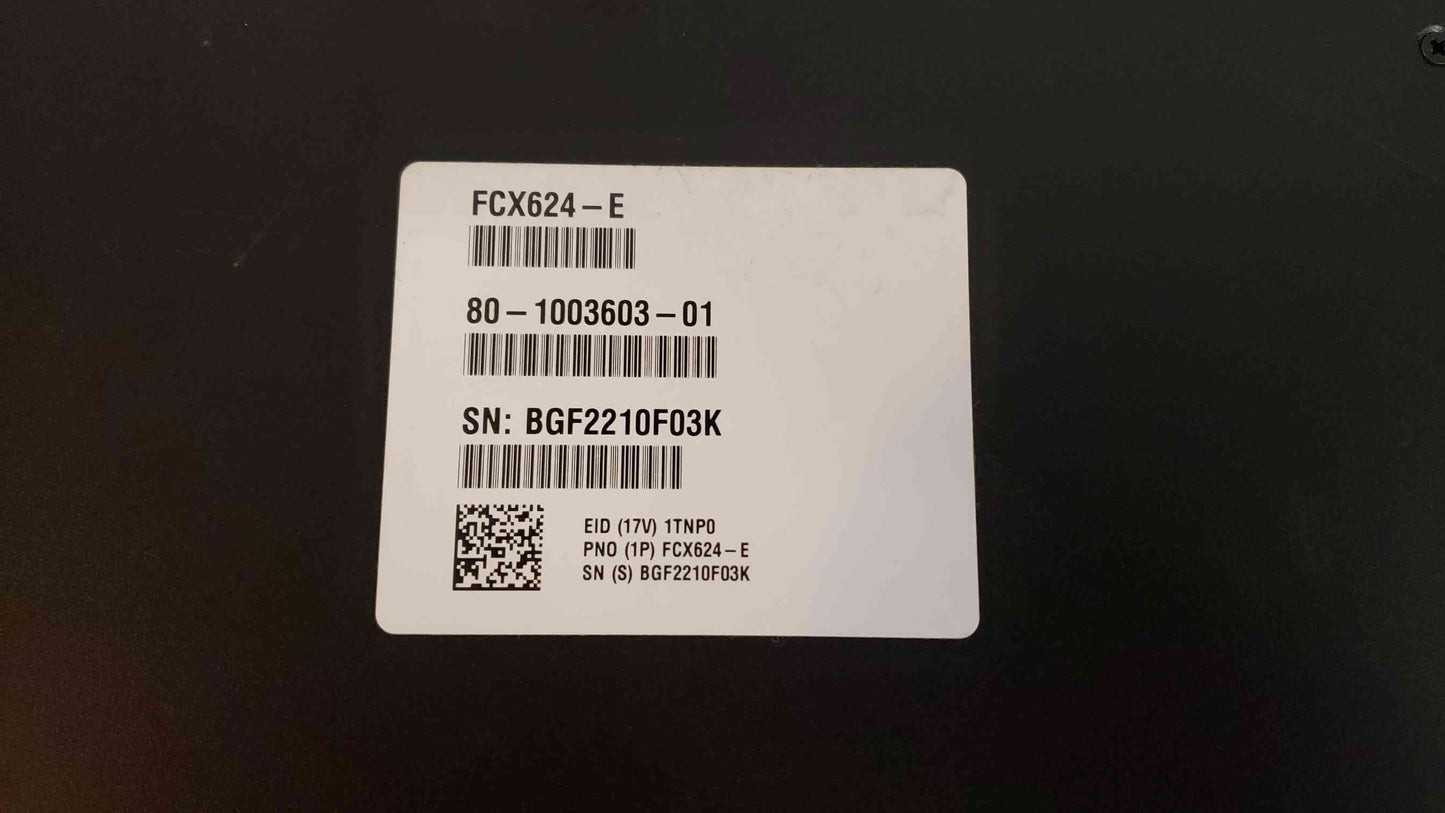 FCX624-E
80-1003603-01
SN: BGF2210F03K
EID (17V) 1TNP0
PNO (1P) FCX624-E
SN (S) BGF2210F03K